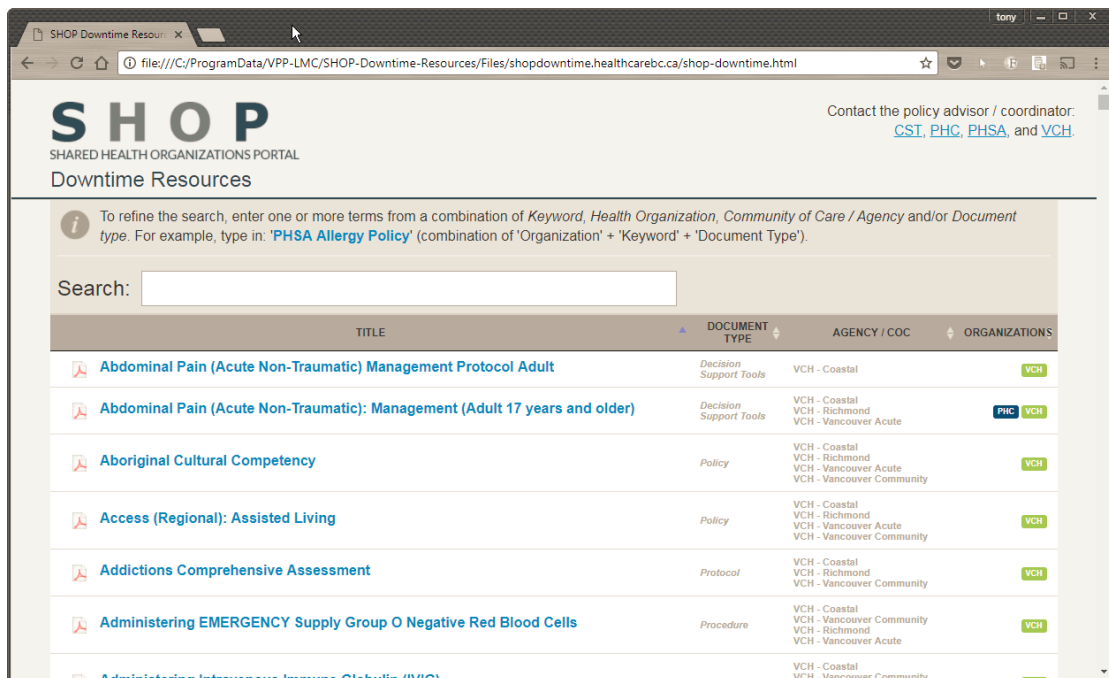 tony
SHOP Downtime Resour
file:///C:/ProgramData/VPP-LMC/SHOP-Downtime-Resources/Files/shopdowntime.healthcarebc.ca/shop-downtime.html
SHOP
SHARED HEALTH ORGANIZATIONS PORTAL
Downtime Resources
Contact the policy advisor / coordinator:
CST, PHC, PHSA, and VCH.
To refine the search, enter one or more terms from a combination of Keyword, Health Organization, Community of Care / Agency and/or Document
type. For example, type in: 'PHSA Allergy Policy' (combination of 'Organization' + 'Keyword' + 'Document Type').
Search:
TITLE
DOCUMENT
TYPE
AGENCY / COC
ORGANIZATIONS
Abdominal Pain (Acute Non-Traumatic) Management Protocol Adult
Decision
Support Tools
VCH - Coastal
VCH
Abdominal Pain (Acute Non-Traumatic): Management (Adult 17 years and older)
Decision
Support Tools
VCH - Coastal
VCH - Richmond
VCH - Vancouver Acute
PHC VCH
Aboriginal Cultural Competency
Policy
VCH - Coastal
VCH - Richmond
VCH - Vancouver Acute
VCH - Vancouver Community
VCH
Access (Regional): Assisted Living
Policy
VCH - Coastal
VCH - Richmond
VCH - Vancouver Acute
VCH - Vancouver Community
VCH
Addictions Comprehensive Assessment
Protocol
VCH - Coastal
VCH - Richmond
VCH - Vancouver Community
VCH
Administering EMERGENCY Supply Group O Negative Red Blood Cells
Procedure
VCH - Coastal
VCH - Vancouver Community
VCH - Richmond
VCH - Vancouver Acute
VCH
Administering Intravenous Immune Globulin (IVIG)
VCH - Coastal
VCH - Vancouver Community